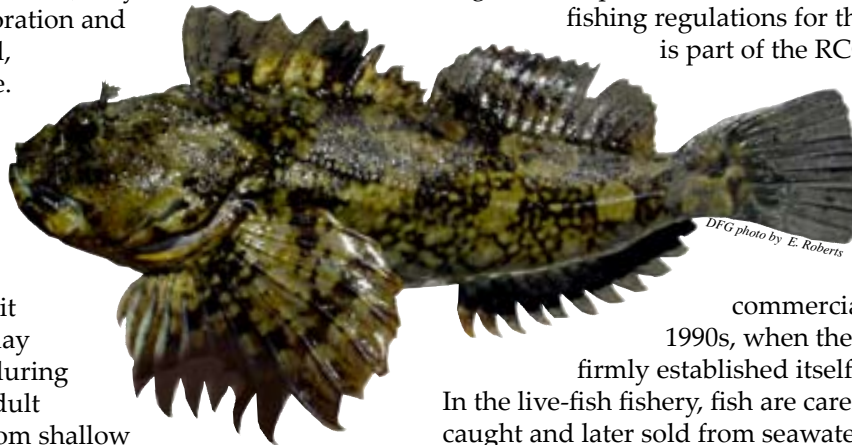 oration and
l,
e.
it
lay
during
dult
om shallow
fishing regulations for th
is part of the RC
DFG photo by E. Roberts
commercia
1990s, when the
firmly established itself
In the live-fish fishery, fish are care
caught and later sold from seawate